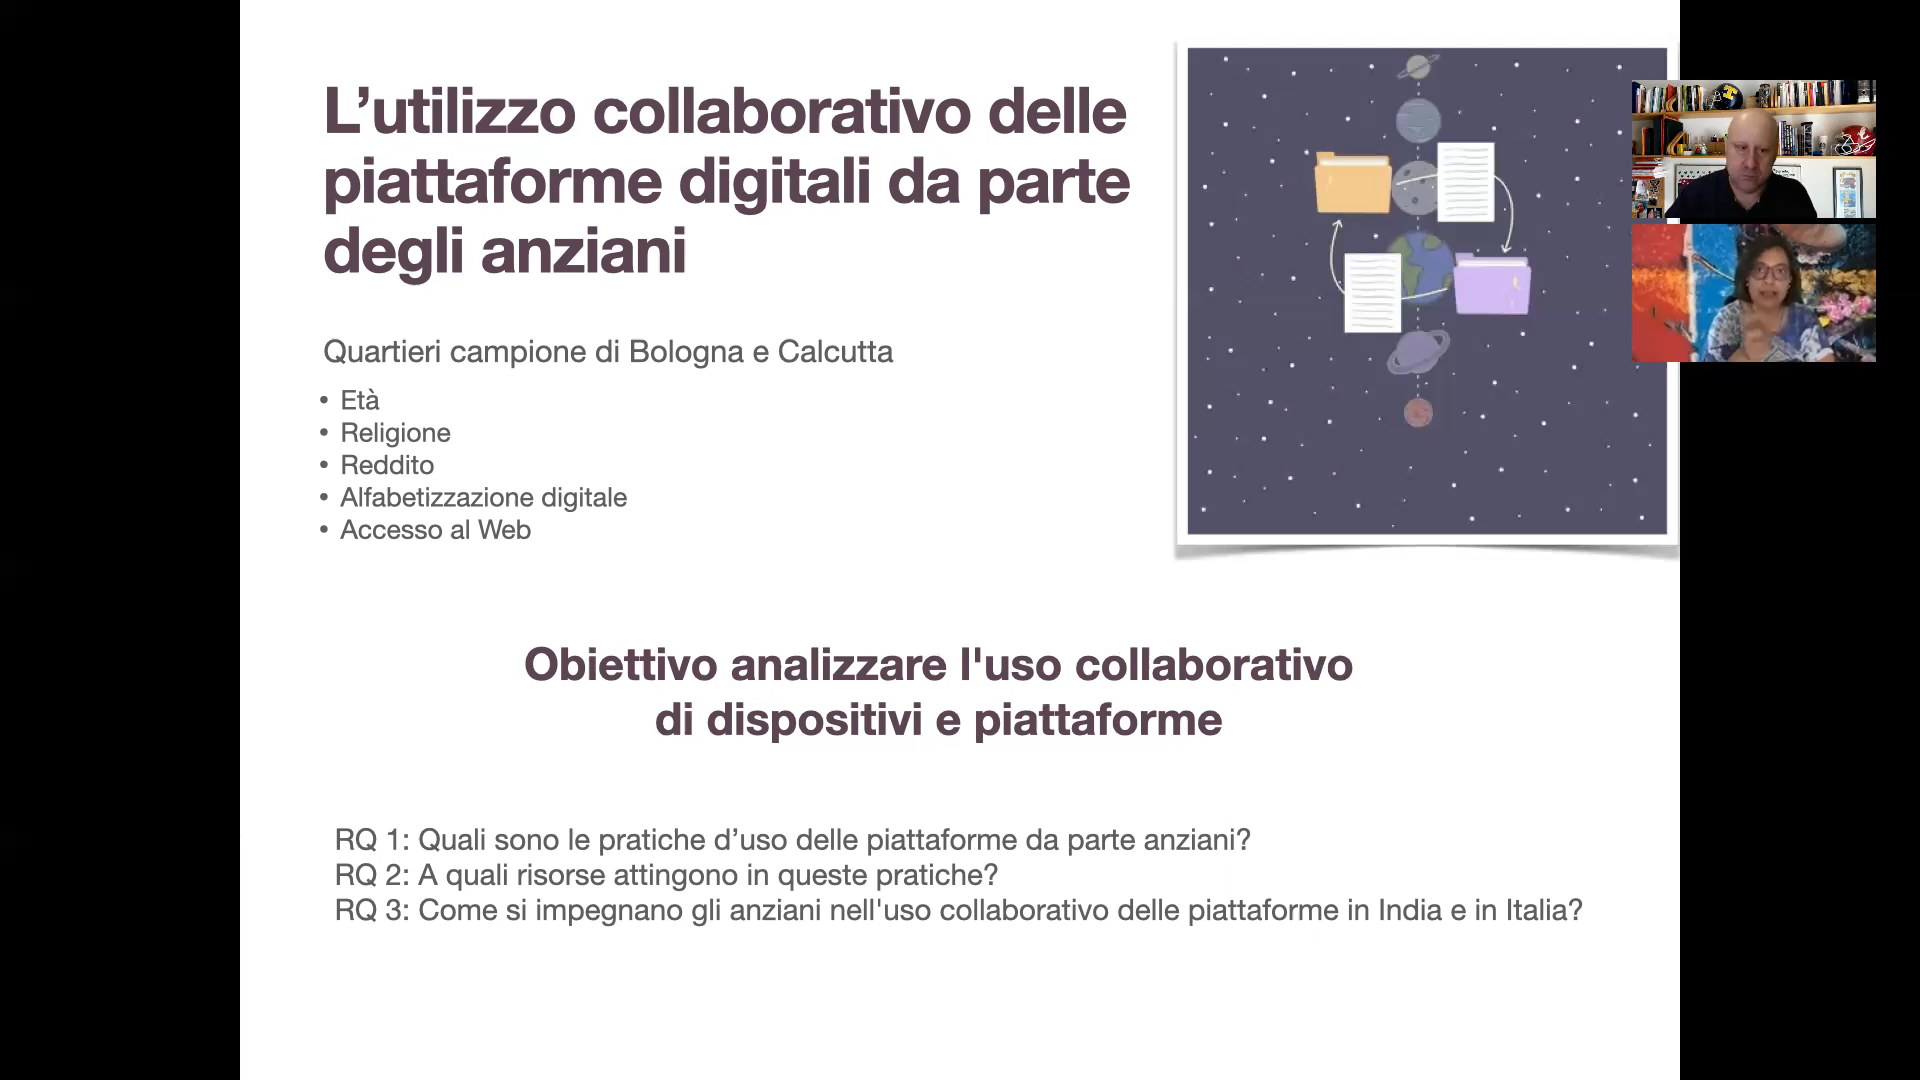 L’utilizzo collaborativo delle
piattaforme digitali da parte
degli anziani
Quartieri campione di Bologna e Calcutta
• Età
• Religione
• Reddito
• Alfabetizzazione digitale
• Accesso al Web
Obiettivo analizzare l'uso collaborativo
di dispositivi e piattaforme
RQ 1: Quali sono le pratiche d’uso delle piattaforme da parte anziani?
RQ 2: A quali risorse attingono in queste pratiche?
RQ 3: Come si impegnano gli anziani nell'uso collaborativo delle piattaforme in India e in Italia?